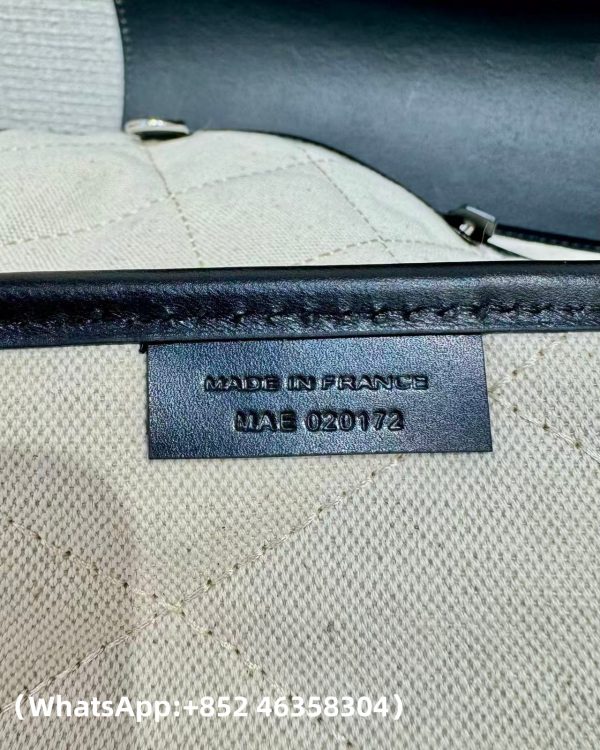 MADE IN FRANCE
MAE 020172
(WhatsApp:+852 46358304)